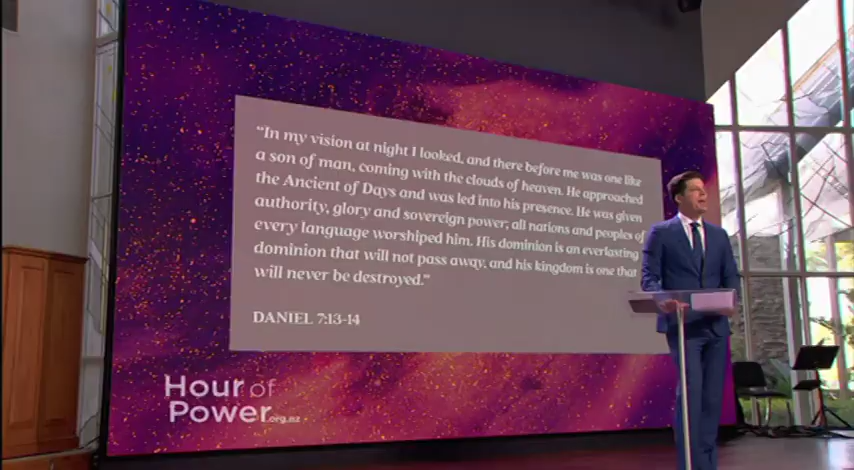 “In my vision at night I looked, and there before me was one like
a son of man, coming with the clouds of heaven. He approached
the Ancient of Days and was led into his presence. He was given
authority, glory and sovereign power; all nations and peoples of
every language worshiped him. His dominion is an everlasting
dominion that will not pass away, and his kingdom is one that
will never be destroyed.”
DANIEL 7:13-14
Hour of
Power.org.nz